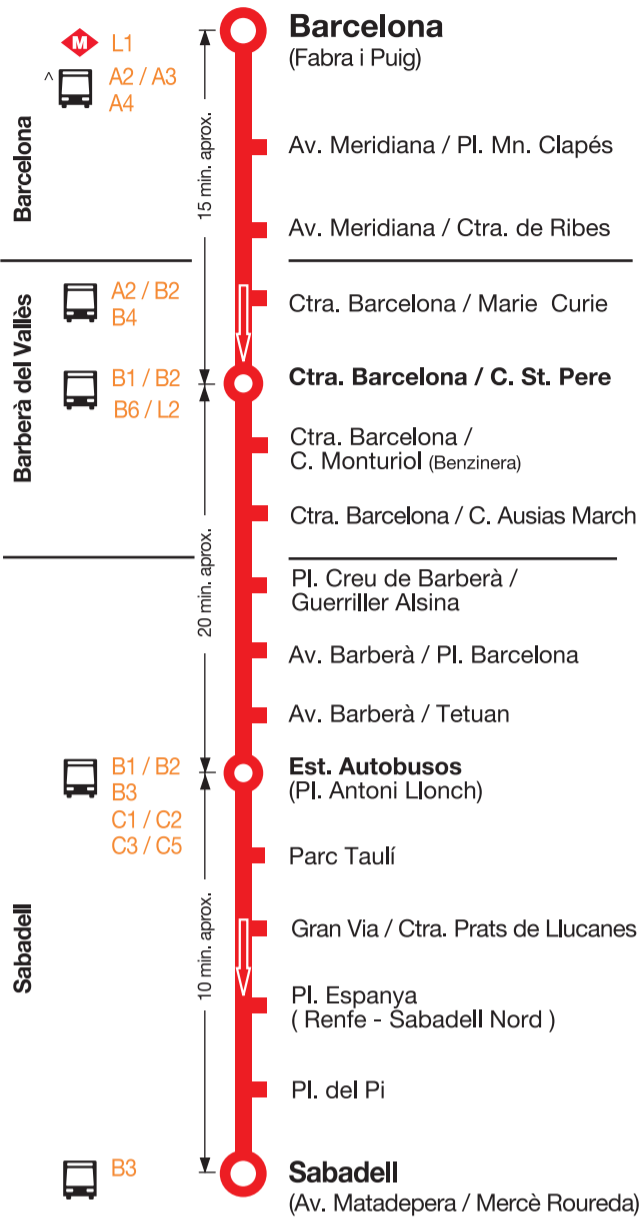 Barcelona
(Fabra i Puig)
M L1
^ A2 / A3
A4
Barcelona
15 min. aprox.
Av. Meridiana / Pl. Mn. Clapés
Av. Meridiana / Ctra. de Ribes
Barberà del Vallès
A2 / B2
B4
Ctra. Barcelona / Marie Curie
B1 / B2
B6 / L2
Ctra. Barcelona / C. St. Pere
Ctra. Barcelona /
C. Monturiol (Benzinera)
Ctra. Barcelona / C. Ausias March
20 min. aprox.
Pl. Creu de Barberà /
Guerriller Alsina
Av. Barberà / Pl. Barcelona
Av. Barberà / Tetuan
Sabadell
B1 / B2
B3
C1 / C2
C3 / C5
Est. Autobusos
(Pl. Antoni Llonch)
Parc Taulí
10 min. aprox.
Gran Via / Ctra. Prats de Llucanes
Pl. Espanya
( Renfe - Sabadell Nord )
Pl. del Pi
B3
Sabadell
(Av. Matadepera / Mercè Roureda)